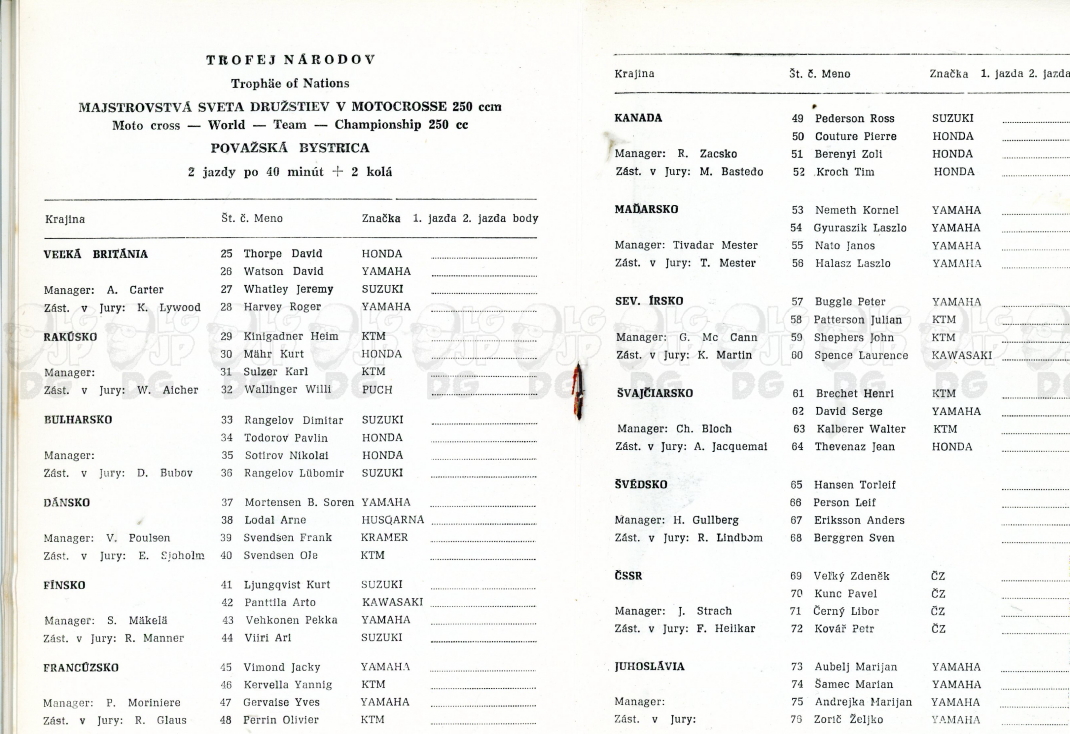 TROFEJ NÁRODOV
Trophäe of Nations
MAJSTROVSTVÁ SVETA DRUŽSTIEV V MOTOCROSSE 250 ccm
Moto cross — World — Team — Championship 250 cc
POVAŽSKÁ BYSTRICA
2 jazdy po 40 minút + 2 kolá
Krajina Št. č. Meno Značka 1. jazda 2. jazda body
VEĽKÁ BRITÁNIA 25 Thorpe David HONDA
26 Watson David YAMAHA
Manager: A. Carter 27 Whatley Jeremy SUZUKI
Zást. v Jury: K. Lywood 28 Harvey Roger YAMAHA
RAKÚSKO 29 Kinigadner Heim KTM
30 Mähr Kurt HONDA
Manager: 31 Sulzer Karl KTM
Zást. v Jury: W. Aicher 32 Wallinger Willi PUCH
BULHARSKO 33 Rangelov Dimitar SUZUKI
34 Todorov Pavlin HONDA
Manager: 35 Sotirov Nikolai HONDA
Zást. v Jury: D. Bubov 36 Rangelov Lübomir SUZUKI
DÁNSKO 37 Mortensen B. Soren YAMAHA
38 Lodal Arne HUSQARNA
Manager: V. Poulsen 39 Svendsen Frank KRAMER
Zást. v Jury: E. Sjoholm 40 Svendsen Ole KTM
FÍNSKO 41 Ljungqvist Kurt SUZUKI
42 Panttila Arto KAWASAKI
Manager: S. Mäkelä 43 Vehkonen Pekka YAMAHA
Zást. v Jury: R. Manner 44 Viiri Ari SUZUKI
FRANCÚZSKO 45 Vimond Jacky YAMAHA
46 Kervella Yannig KTM
Manager: P. Moriniere 47 Gervaise Yves YAMAHA
Zást. v Jury: R. Glaus 48 Perrin Olivier KTM
Krajina Št. č. Meno Značka 1. jazda 2. jazda
KANADA 49 Pederson Ross SUZUKI
50 Couture Pierre HONDA
Manager: R. Zacsko 51 Berenyi Zoli HONDA
Zást. v Jury: M. Bastedo 52 Kroch Tim HONDA
MAĎARSKO 53 Nemeth Kornel YAMAHA
54 Gyuraszik Laszlo YAMAHA
Manager: Tivadar Mester 55 Nato Janos YAMAHA
Zást. v Jury: T. Mester 56 Halasz Laszlo YAMAHA
SEV. ÍRSKO 57 Buggle Peter YAMAHA
58 Patterson Julian KTM
Manager: G. Mc Cann 59 Shephers John KTM
Zást. v Jury: K. Martin 60 Spence Laurence KAWASAKI
ŠVAJČIARSKO 61 Brechet Henri KTM
62 David Serge YAMAHA
Manager: Ch. Bloch 63 Kalberer Walter KTM
Zást. v Jury: A. Jacquemai 64 Thevenaz Jean HONDA
ŠVÉDSKO 65 Hansen Torleif
66 Person Leif
Manager: H. Gullberg 67 Eriksson Anders
Zást. v Jury: R. Lindbom 68 Berggren Sven
ČSSR 69 Veľký Zdeněk ČZ
70 Kunc Pavel ČZ
Manager: J. Strach 71 Černý Libor ČZ
Zást. v Jury: F. Heilkar 72 Kovář Petr ČZ
JUHOSLÁVIA 73 Aubelj Marijan YAMAHA
74 Šamec Marian YAMAHA
Manager: 75 Andrejka Marijan YAMAHA
Zást. v Jury: 76 Zorič Željko YAMAHA